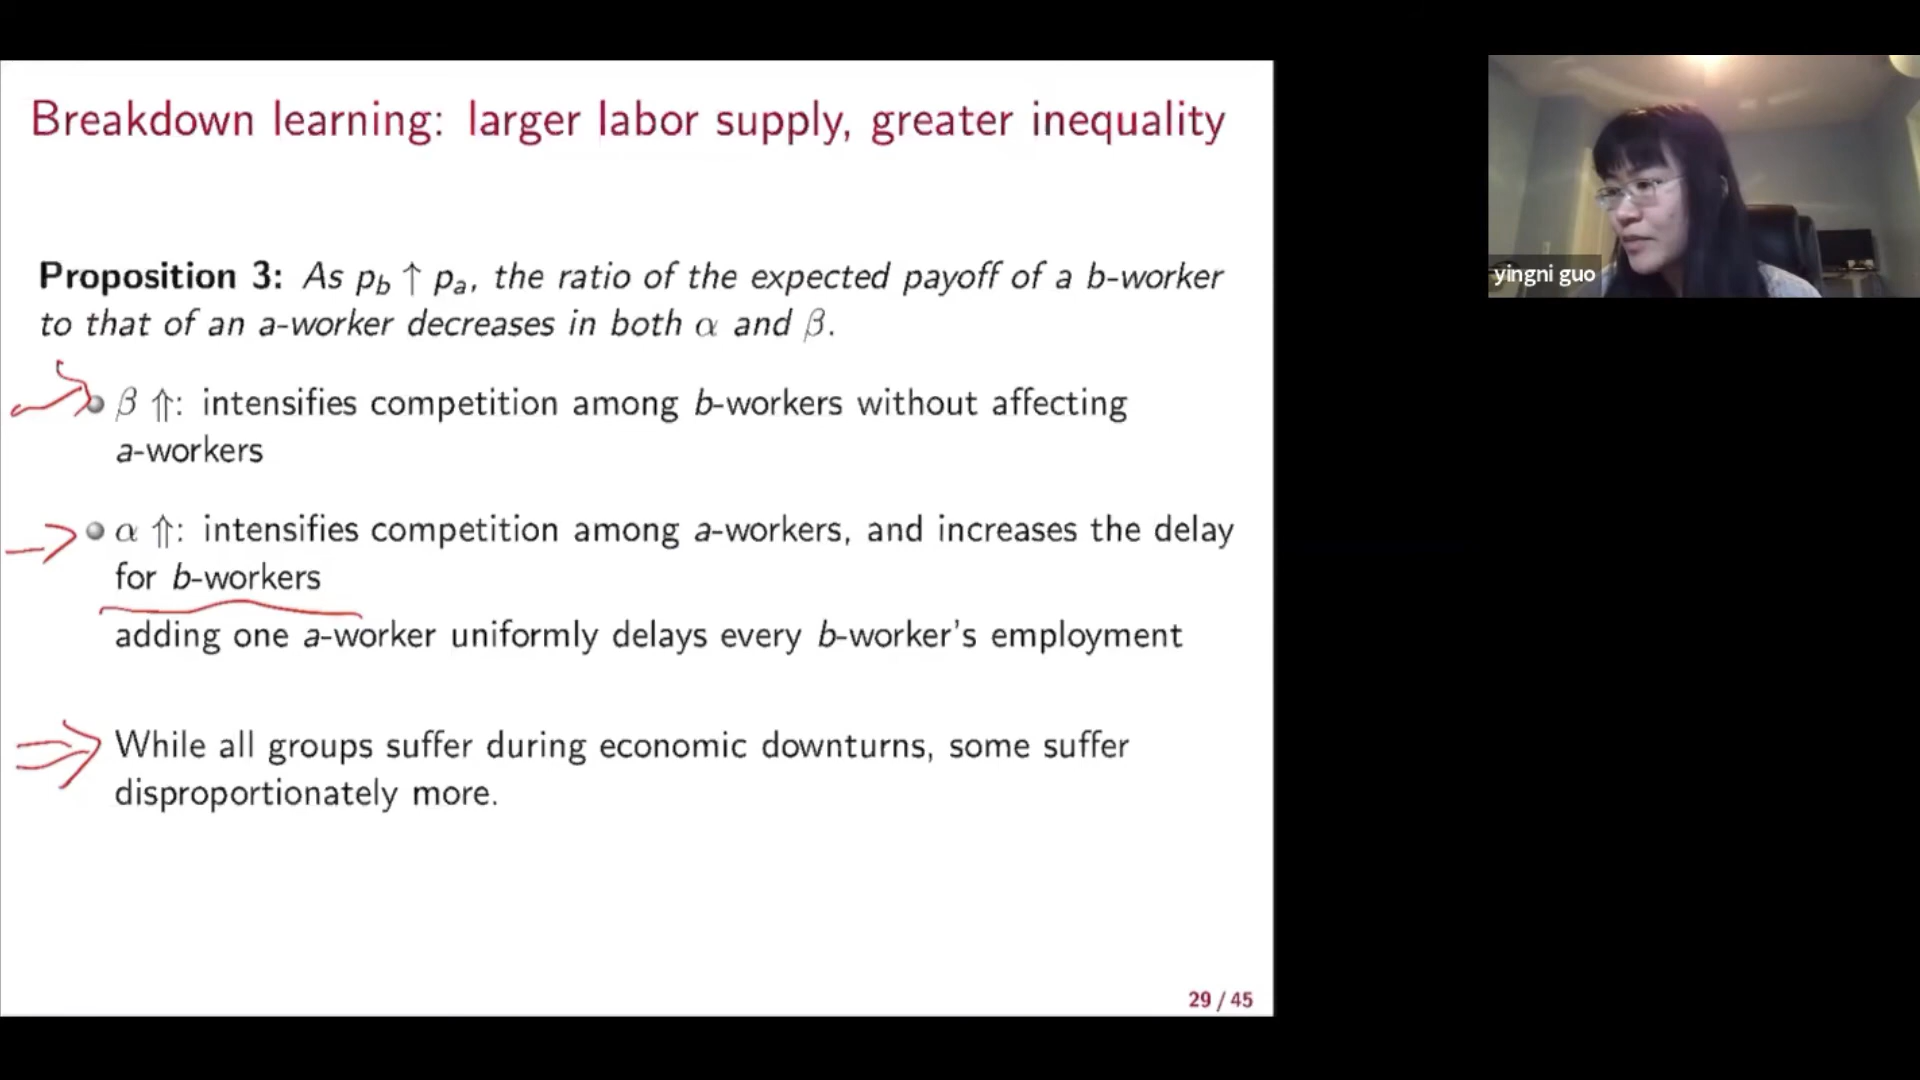 Breakdown learning: larger labor supply, greater inequality
yingni guo
Proposition 3: As p_b ↑ p_a, the ratio of the expected payoff of a b-worker
to that of an a-worker decreases in both α and β.
β ⇑: intensifies competition among b-workers without affecting
a-workers
α ⇑: intensifies competition among a-workers, and increases the delay
for b-workers
adding one a-worker uniformly delays every b-worker's employment
While all groups suffer during economic downturns, some suffer
disproportionately more.
29 / 45